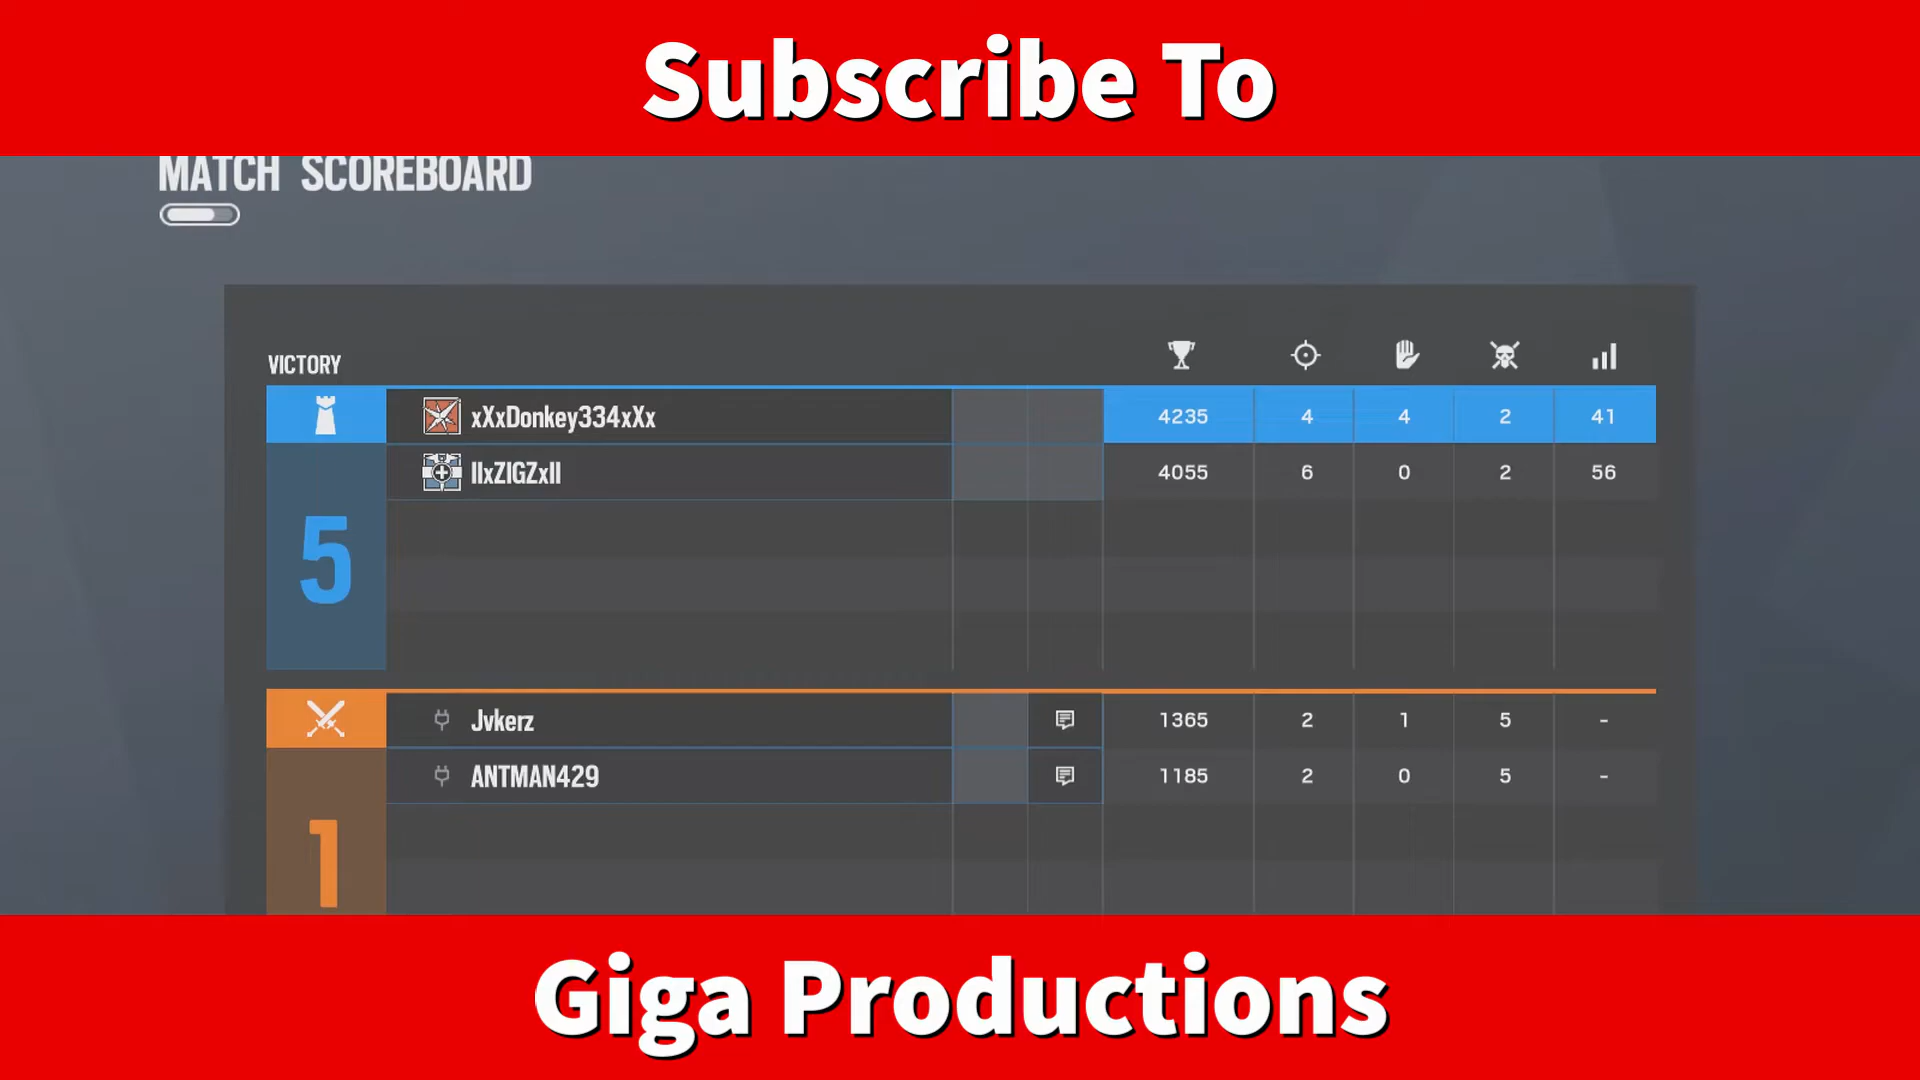 Subscribe To
MATCH SCOREBOARD
VICTORY
xXxDonkey334xXx 4235 4 4 2 41
IIxZIGZxII 4055 6 0 2 56
5
Jvkerz 1365 2 1 5 -
ANTMAN429 1185 2 0 5 -
1
Giga Productions